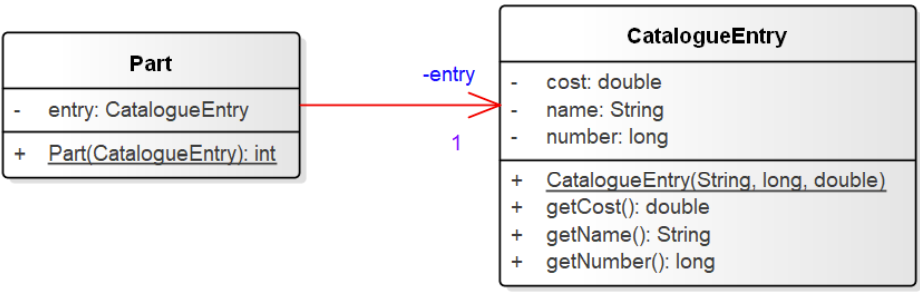 Part
- entry: CatalogueEntry
+ Part(CatalogueEntry): int
-entry
1
CatalogueEntry
- cost: double
- name: String
- number: long
+ CatalogueEntry(String, long, double)
+ getCost(): double
+ getName(): String
+ getNumber(): long